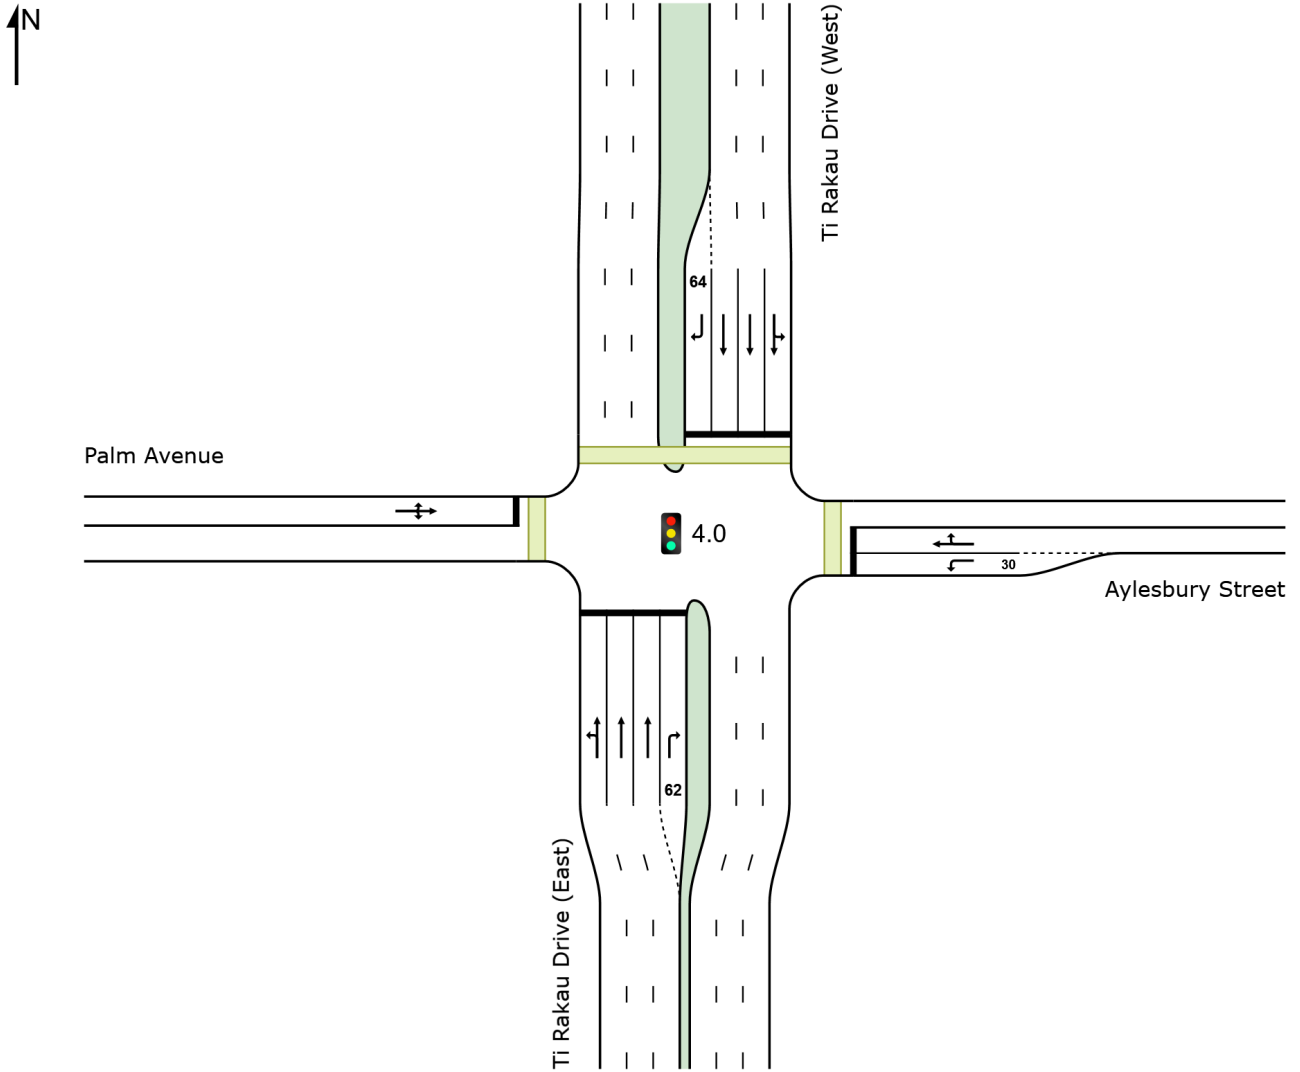 N
Ti Rakau Drive (West)
64
Palm Avenue
4.0
30
Aylesbury Street
62
Ti Rakau Drive (East)